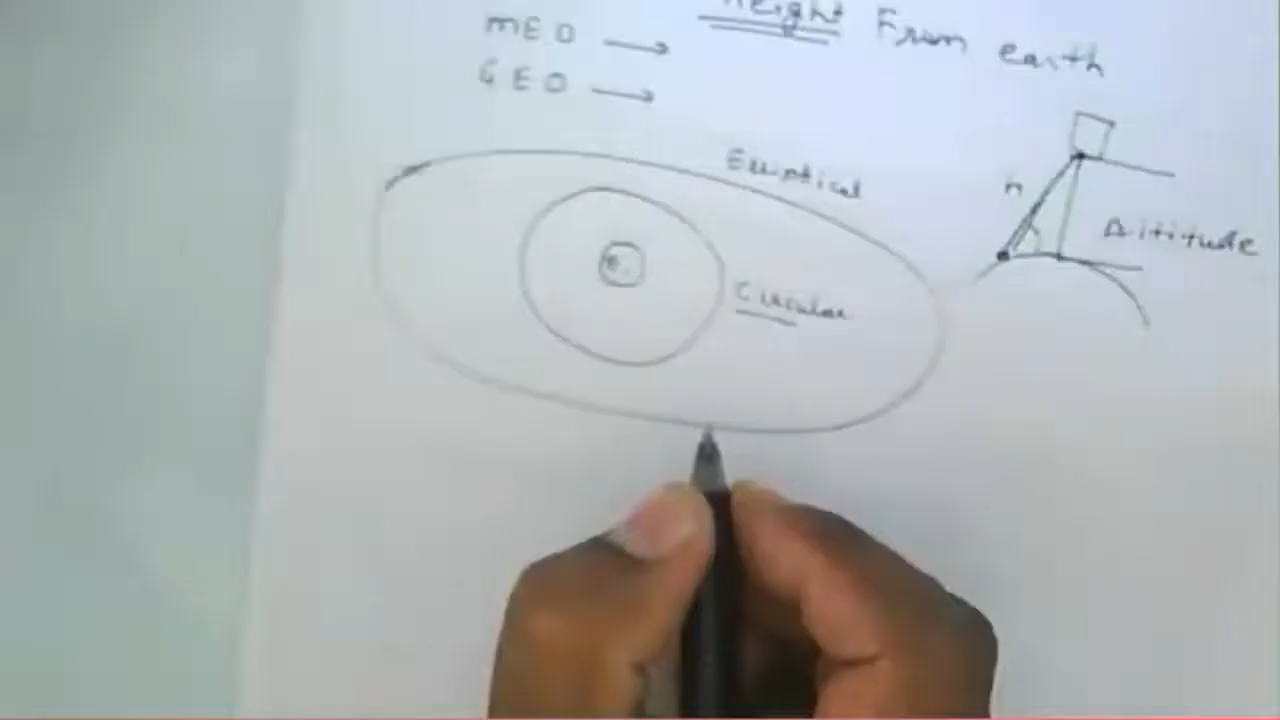 Height From earth
MEO →
GEO →
Elliptical
h
Altitude
e
Circular